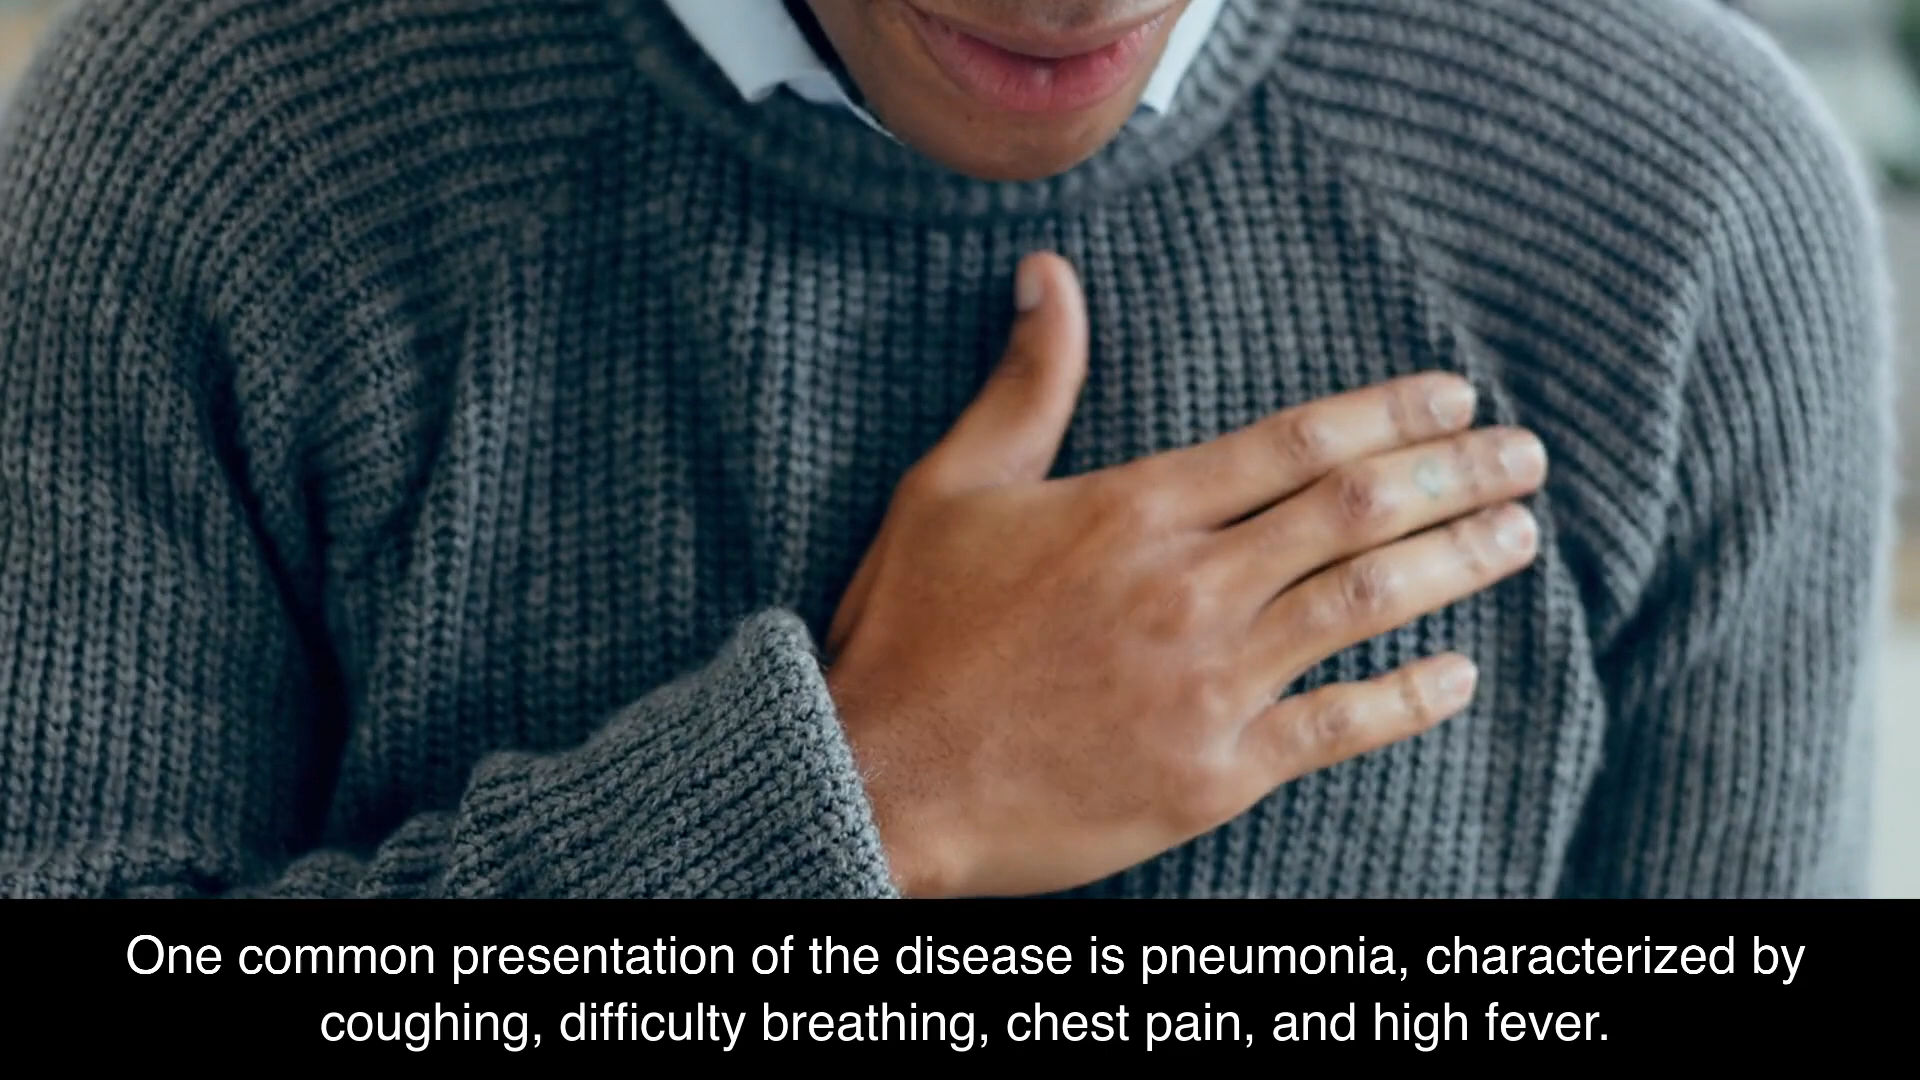 One common presentation of the disease is pneumonia, characterized by
coughing, difficulty breathing, chest pain, and high fever.